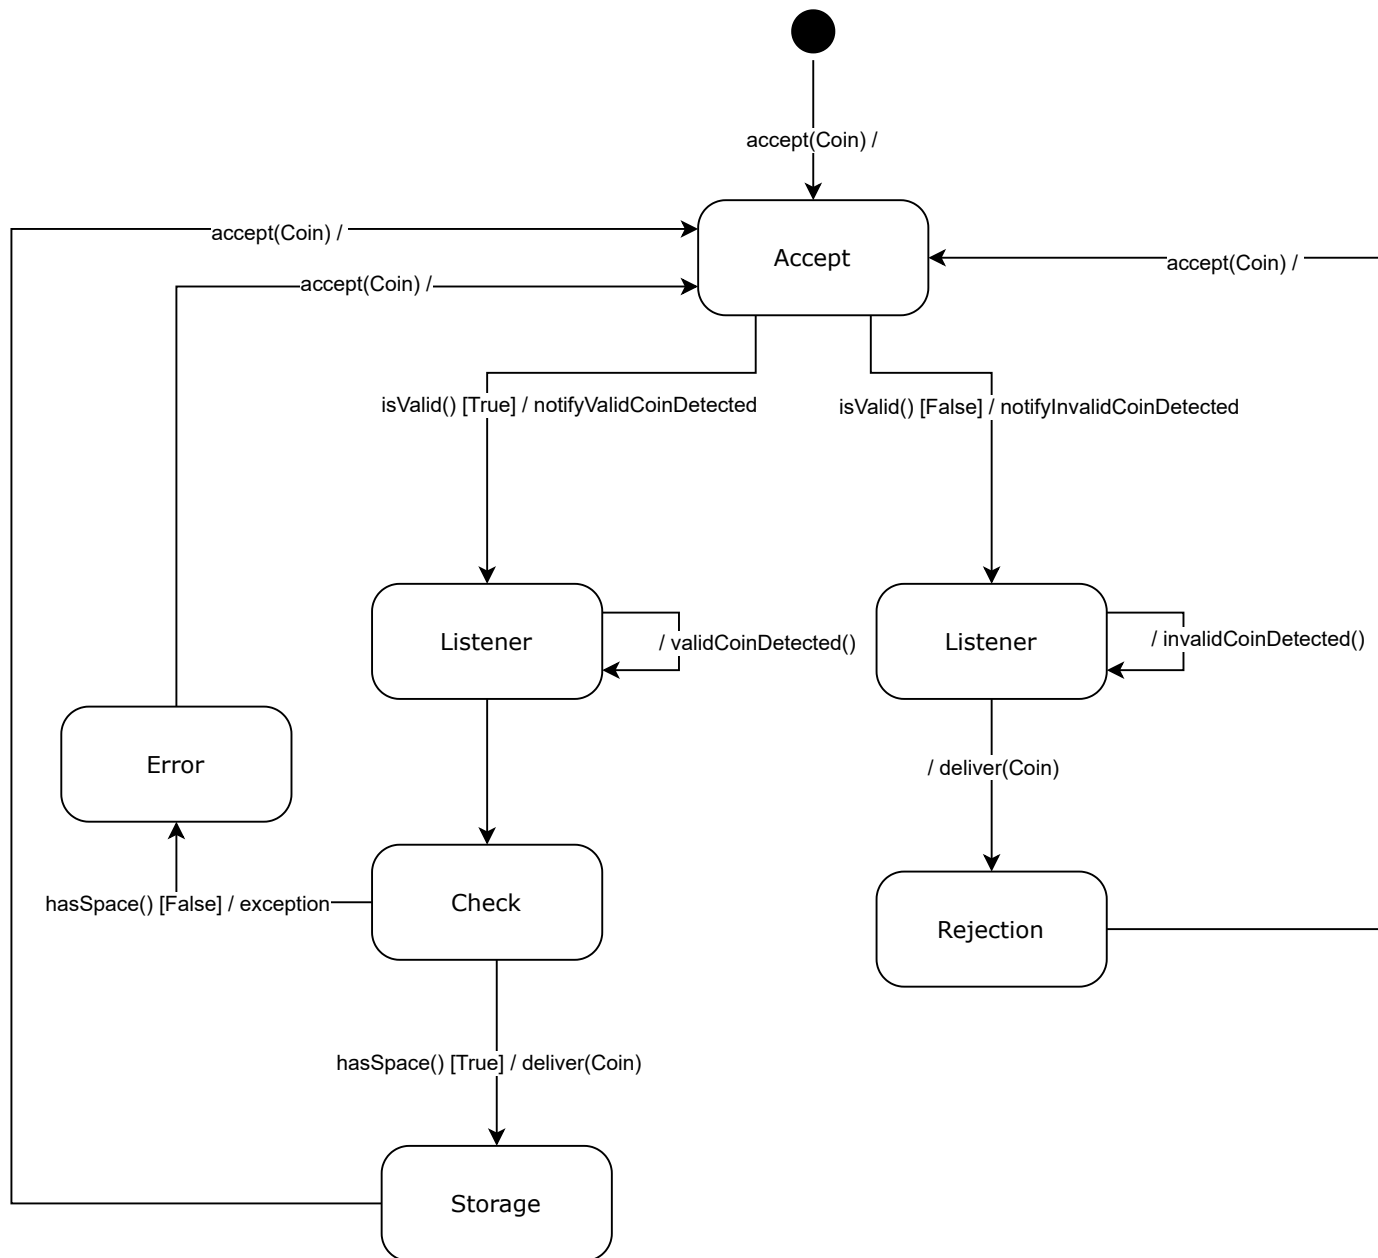 accept(Coin) /
accept(Coin) /
Accept
accept(Coin) /
accept(Coin) /
isValid() [True] / notifyValidCoinDetected
isValid() [False] / notifyInvalidCoinDetected
Listener
/ validCoinDetected()
Listener
/ invalidCoinDetected()
Error
/ deliver(Coin)
hasSpace() [False] / exception
Check
Rejection
hasSpace() [True] / deliver(Coin)
Storage